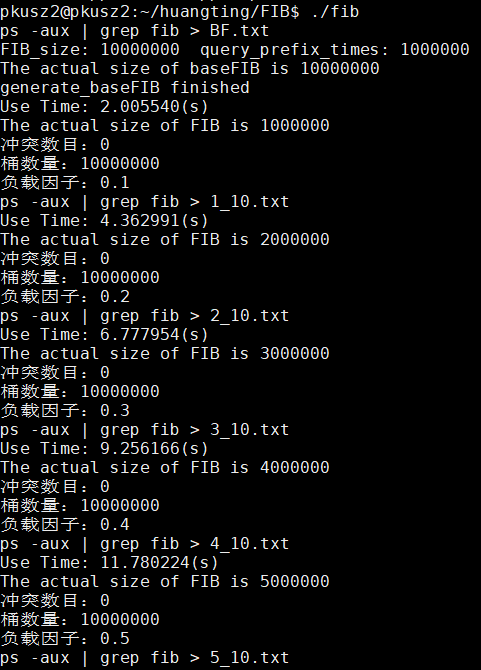 pkusz2@pkusz2:~/huangting/FIB$ ./fib
ps -aux | grep fib > BF.txt
FIB_size: 10000000  query_prefix_times: 1000000
The actual size of baseFIB is 10000000
generate_baseFIB finished
Use Time: 2.005540(s)
The actual size of FIB is 1000000
冲突数目：0
桶数量：10000000
负载因子：0.1
ps -aux | grep fib > 1_10.txt
Use Time: 4.362991(s)
The actual size of FIB is 2000000
冲突数目：0
桶数量：10000000
负载因子：0.2
ps -aux | grep fib > 2_10.txt
Use Time: 6.777954(s)
The actual size of FIB is 3000000
冲突数目：0
桶数量：10000000
负载因子：0.3
ps -aux | grep fib > 3_10.txt
Use Time: 9.256166(s)
The actual size of FIB is 4000000
冲突数目：0
桶数量：10000000
负载因子：0.4
ps -aux | grep fib > 4_10.txt
Use Time: 11.780224(s)
The actual size of FIB is 5000000
冲突数目：0
桶数量：10000000
负载因子：0.5
ps -aux | grep fib > 5_10.txt